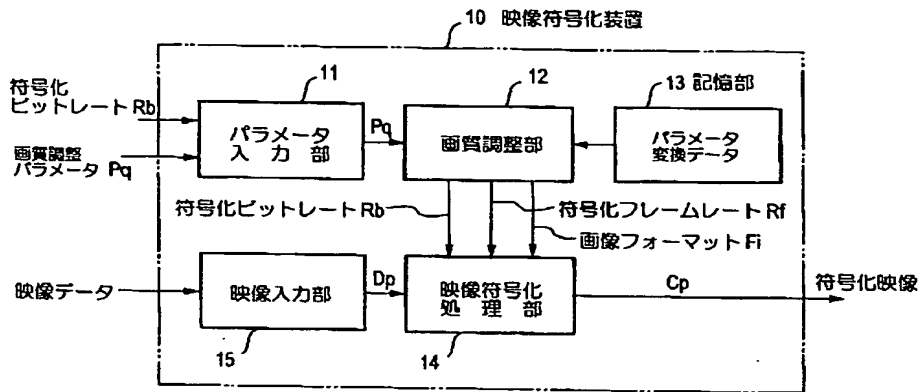 10 映像符号化装置
符号化
ビットレート Rb
画質調整
パラメータ Pq
11
パラメータ
入力部
Pq
12
画質調整部
13 記憶部
パラメータ
変換データ
符号化ビットレート Rb
符号化フレームレート Rf
画像フォーマット Fi
映像データ
映像入力部
15
Dp
映像符号化
処理部
14
Cp
符号化映像